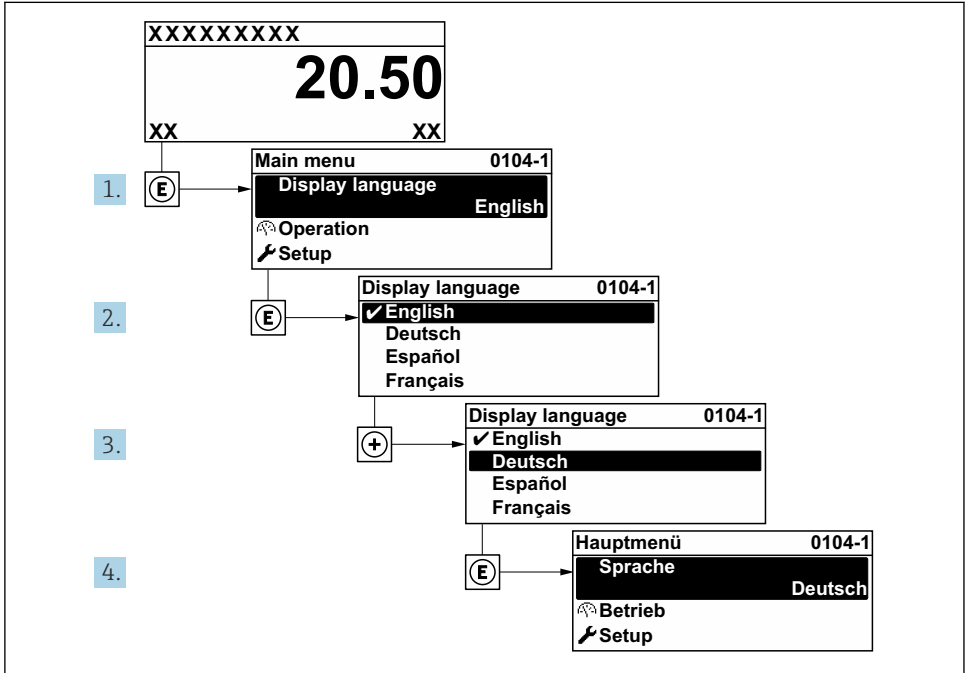 XXXXXXXXX
20.50
XX XX
1. E
Main menu 0104-1
Display language
English
Operation
Setup
2. E
Display language 0104-1
✔English
Deutsch
Español
Français
3. +
Display language 0104-1
✔English
Deutsch
Español
Français
4. E
Hauptmenü 0104-1
Sprache
Deutsch
Betrieb
Setup